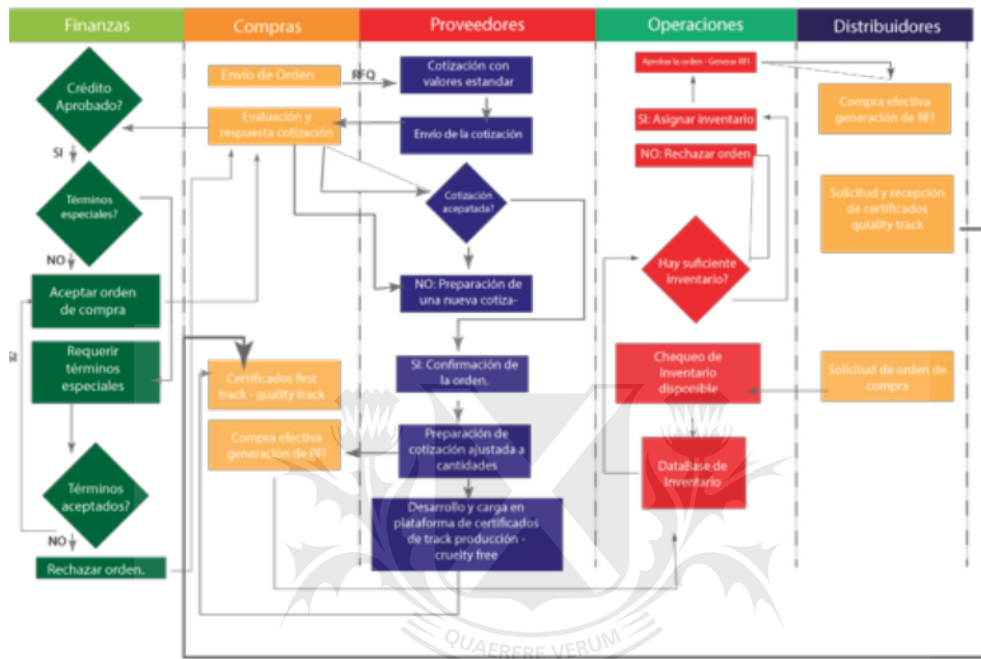 Finanzas
Compras
Proveedores
Operaciones
Distribuidores
Crédito
Aprobado?
SI
Términos
especiales?
NO
Aceptar orden
de compra
Requerir
términos
especiales
Términos
aceptados?
NO
Rechazar orden.
Envío de Orden
RFQ
Evaluación y
respuesta cotización
Certificados first
track - quality track
Compra efectiva
generación de RFI
Cotización con
valores estandar
Envío de la cotización
Cotización
acepatada?
NO: Preparación de
una nueva cotiza-
SI: Confirmación de
la orden.
Preparación de
cotización ajustada a
cantidades
Desarrollo y carga en
plataforma de certificados
de track producción -
cruelty free
Aprobar la orden - Generar RFI
SI: Asignar inventario
NO: Rechazar orden
Hay suficiente
inventario?
Chequeo de
Inventario
disponible
DataBase de
Inventario
Compra efectiva
generación de RFI
Solicitud y recepción
de certificados
quiality track
Solicitud de orden de
compra
QUAERERE VERUM